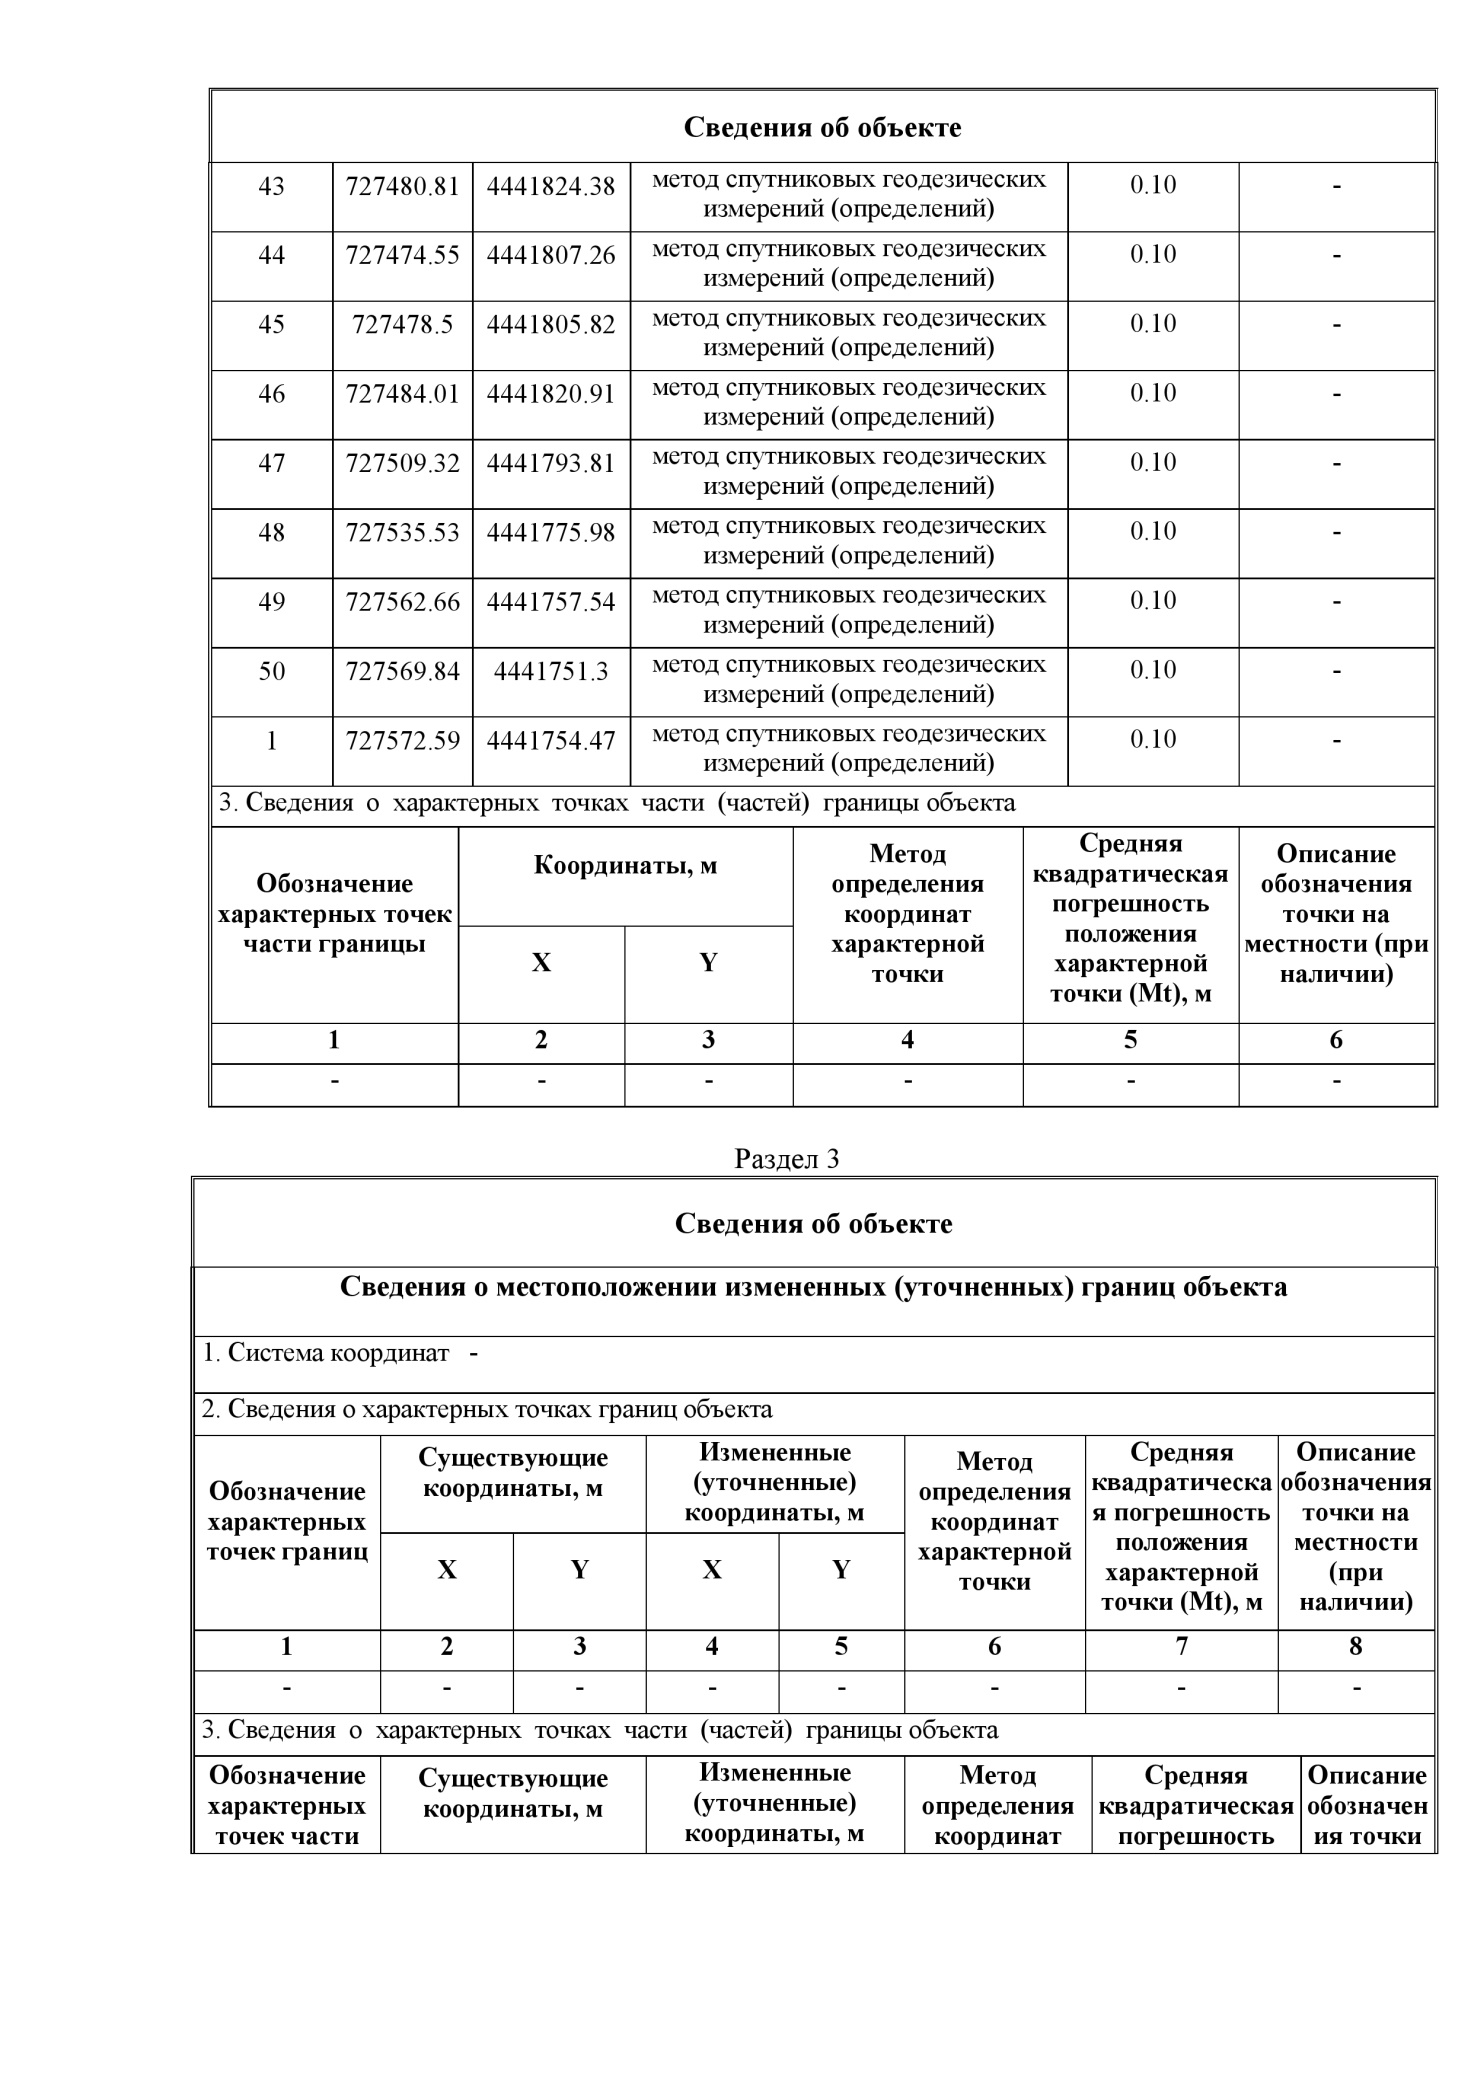 Сведения об объекте
43 727480.81 4441824.38 метод спутниковых геодезических измерений (определений) 0.10 -
44 727474.55 4441807.26 метод спутниковых геодезических измерений (определений) 0.10 -
45 727478.5 4441805.82 метод спутниковых геодезических измерений (определений) 0.10 -
46 727484.01 4441820.91 метод спутниковых геодезических измерений (определений) 0.10 -
47 727509.32 4441793.81 метод спутниковых геодезических измерений (определений) 0.10 -
48 727535.53 4441775.98 метод спутниковых геодезических измерений (определений) 0.10 -
49 727562.66 4441757.54 метод спутниковых геодезических измерений (определений) 0.10 -
50 727569.84 4441751.3 метод спутниковых геодезических измерений (определений) 0.10 -
1 727572.59 4441754.47 метод спутниковых геодезических измерений (определений) 0.10 -
3. Сведения о характерных точках части (частей) границы объекта
Обозначение
характерных точек
части границы
Координаты, м
X Y
Метод
определения
координат
характерной
точки
Средняя
квадратическая
погрешность
положения
характерной
точки (Mt), м
Описание
обозначения
точки на
местности (при
наличии)
1 2 3 4 5 6
- - - - - -
Раздел 3
Сведения об объекте
Сведения о местоположении измененных (уточненных) границ объекта
1. Система координат -
2. Сведения о характерных точках границ объекта
Обозначение
характерных
точек границ
Существующие
координаты, м
X Y
Измененные
(уточненные)
координаты, м
X Y
Метод
определения
координат
характерной
точки
Средняя
квадратическа
я погрешность
положения
характерной
точки (Mt), м
Описание
обозначения
точки на
местности
(при
наличии)
1 2 3 4 5 6 7 8
- - - - - - - -
3. Сведения о характерных точках части (частей) границы объекта
Обозначение
характерных
точек части
Существующие
координаты, м
Измененные
(уточненные)
координаты, м
Метод
определения
координат
Средняя
квадратическая
погрешность
Описание
обозначен
ия точки